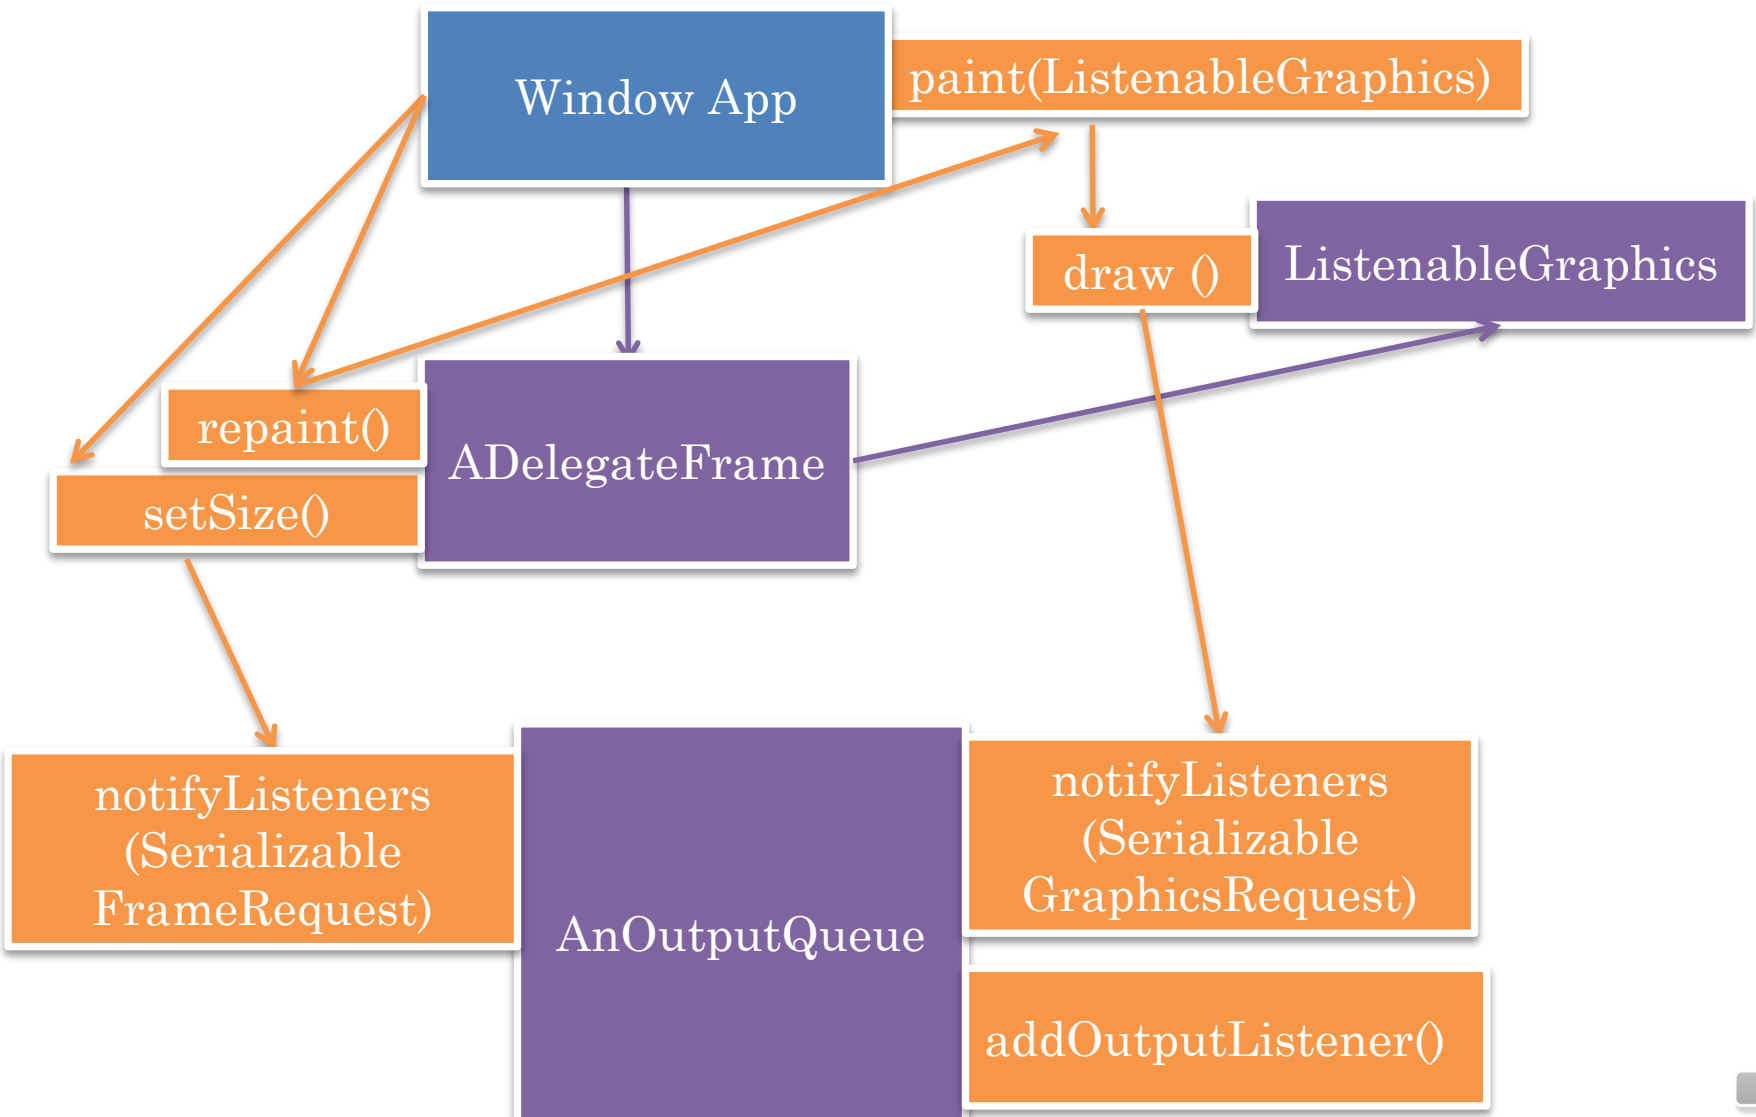 Window App
paint(ListenableGraphics)
draw ()
ListenableGraphics
repaint()
ADelegateFrame
setSize()
notifyListeners
(Serializable
FrameRequest)
AnOutputQueue
notifyListeners
(Serializable
GraphicsRequest)
addOutputListener()